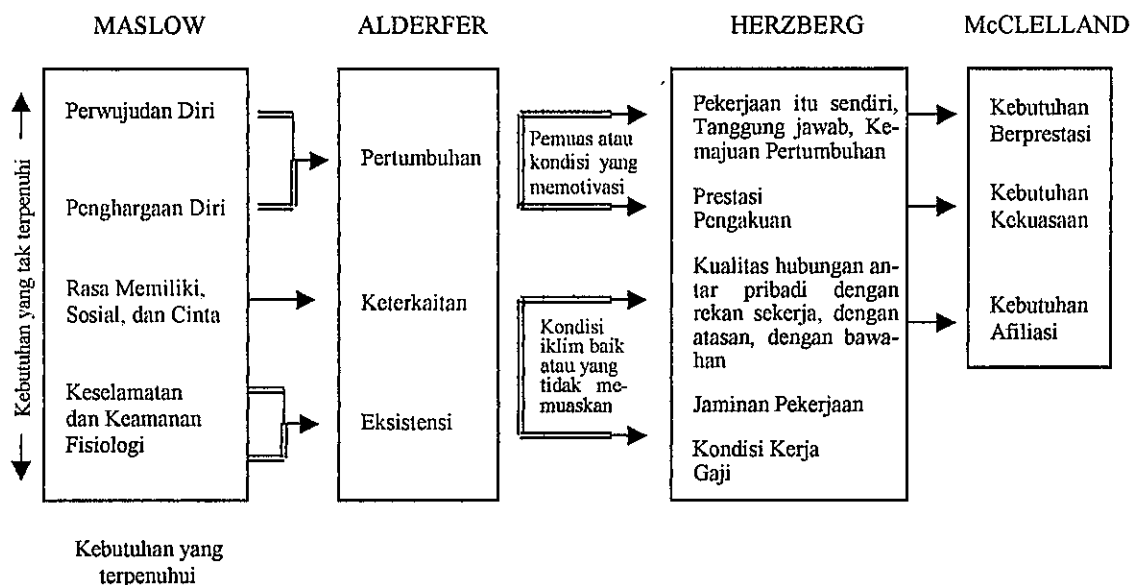 MASLOW
ALDERFER
HERZBERG
McCLELLAND
Kebutuhan yang tak terpenuhi
Perwujudan Diri
Penghargaan Diri
Rasa Memiliki,
Sosial, dan Cinta
Keselamatan
dan Keamanan
Fisiologi
Kebutuhan yang
terpenuhui
Pertumbuhan
Keterkaitan
Eksistensi
Pemuas atau
kondisi yang
memotivasi
Kondisi
iklim baik
atau yang
tidak me-
muaskan
Pekerjaan itu sendiri,
Tanggung jawab, Ke-
majuan Pertumbuhan
Prestasi
Pengakuan
Kualitas hubungan an-
tar pribadi dengan
rekan sekerja, dengan
atasan, dengan bawa-
han
Jaminan Pekerjaan
Kondisi Kerja
Gaji
Kebutuhan
Berprestasi
Kebutuhan
Kekuasaan
Kebutuhan
Afiliasi